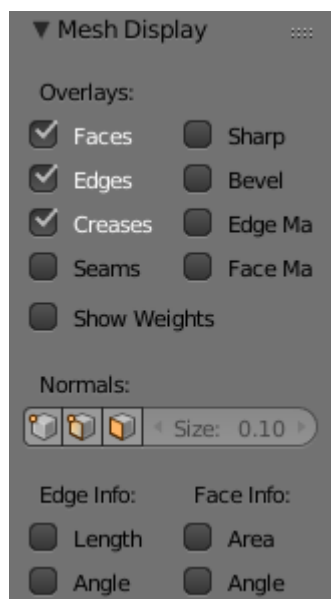 Mesh Display
Overlays:
Faces Sharp
Edges Bevel
Creases Edge Ma
Seams Face Ma
Show Weights
Normals:
Size: 0.10
Edge Info: Face Info:
Length Area
Angle Angle